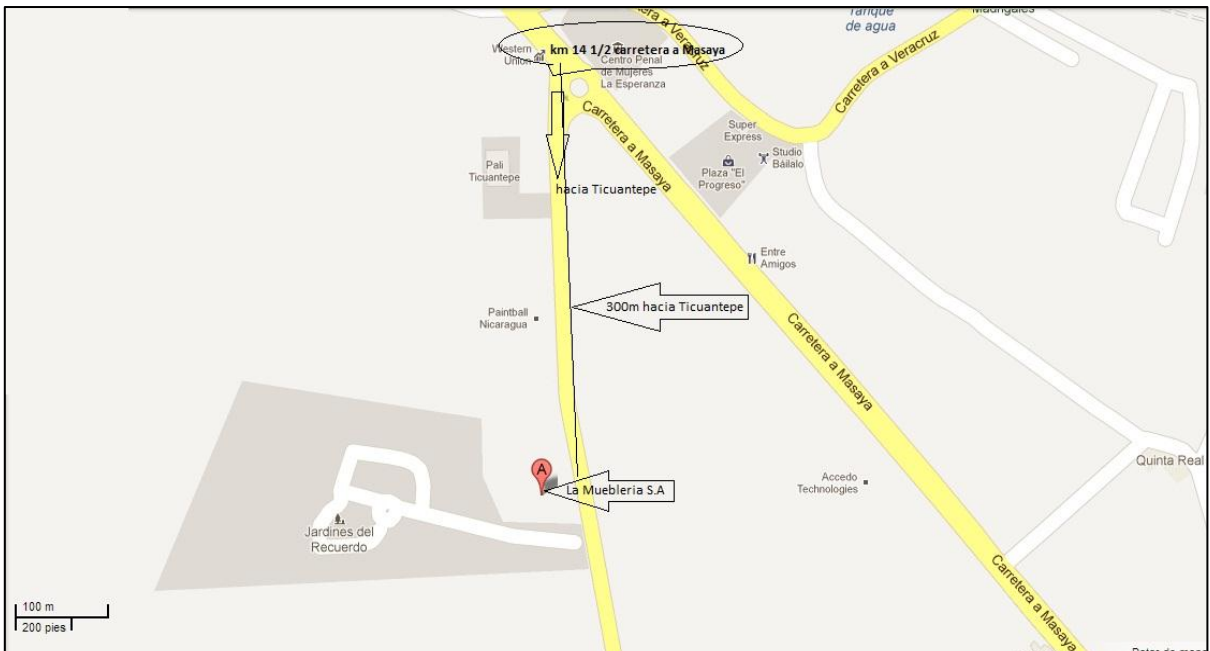 Tanque
de agua
Madrigales
Carretera a Veracruz
Western
Union
km 14 1/2 carretera a Masaya
Centro Penal
de Mujeres
La Esperanza
Carretera a Veracruz
Carretera a Masaya
Super
Express
Studio
Báilalo
Plaza "El
Progreso"
Pali
Ticuantepe
hacia Ticuantepe
Entre
Amigos
300m hacia Ticuantepe
Paintball
Nicaragua
Carretera a Masaya
Carretera a Masaya
Quinta Real
A
La Muebleria S.A
Accedo
Technologies
Jardines del
Recuerdo
Carretera a Masaya
100 m
200 pies